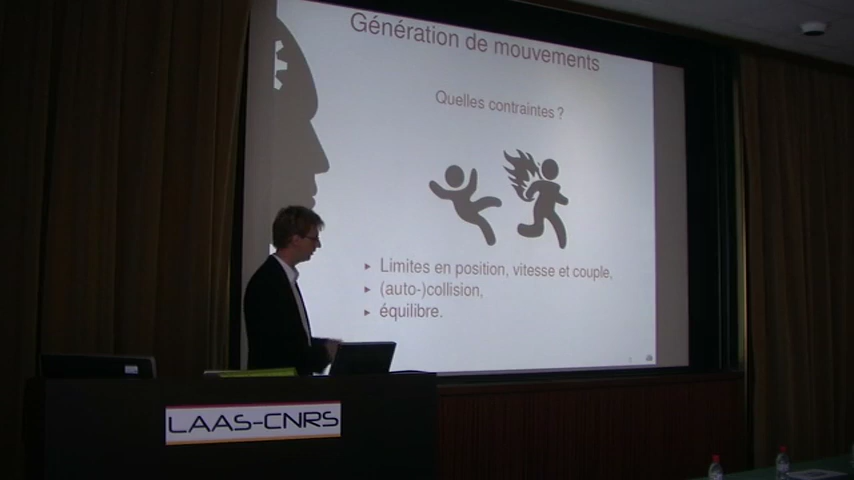 Génération de mouvements
Quelles contraintes ?
Limites en position, vitesse et couple,
(auto-)collision,
équilibre.
LAAS-CNRS